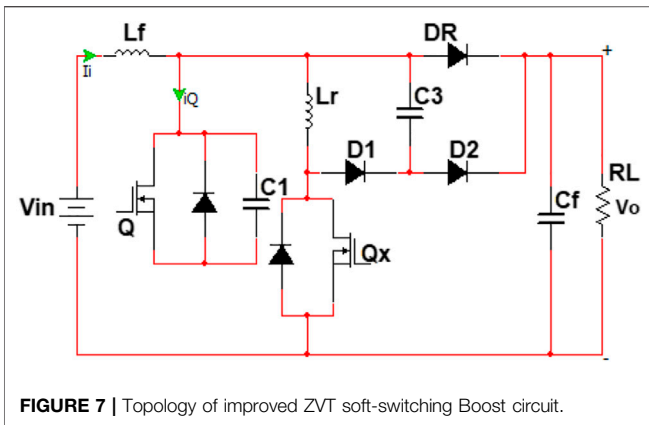 Lf
DR
+
Ii
iQ
Lr
C3
D1
D2
RL
Vin
Q
C1
Cf
Vo
Qx
-
FIGURE 7 | Topology of improved ZVT soft-switching Boost circuit.